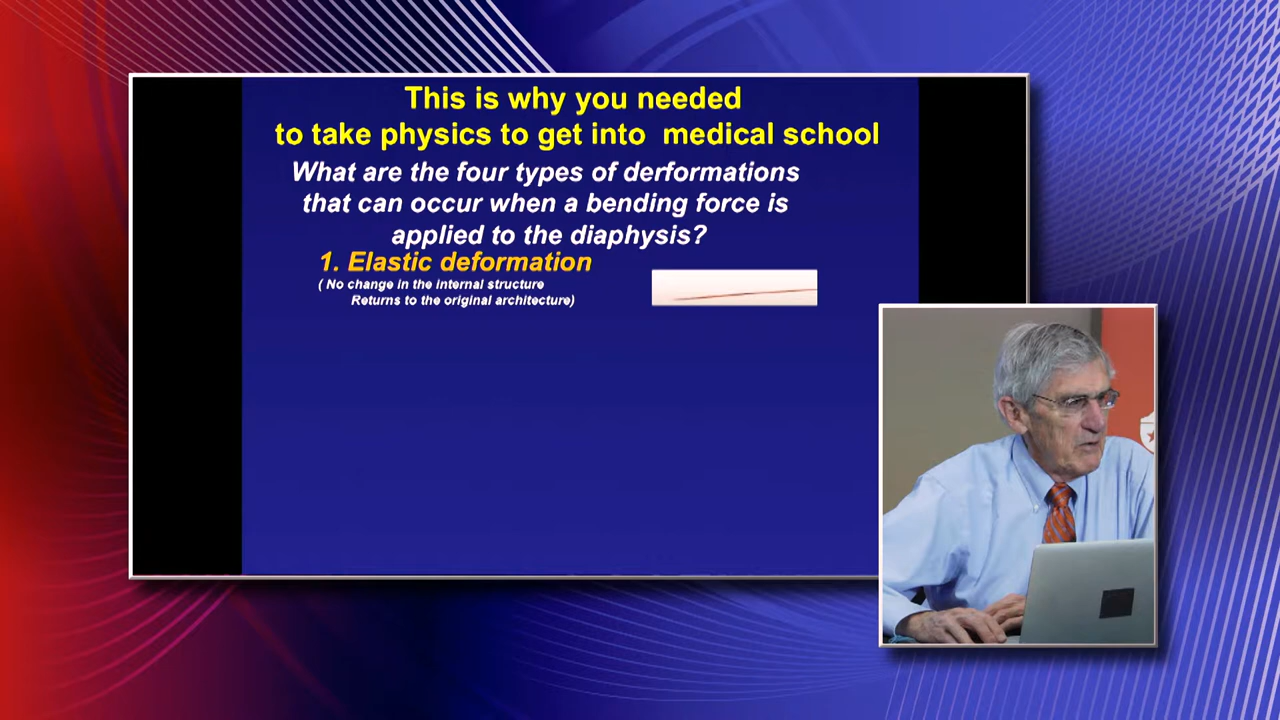 This is why you needed
to take physics to get into medical school
What are the four types of derformations
that can occur when a bending force is
applied to the diaphysis?
1. Elastic deformation
( No change in the internal structure
Returns to the original architecture)